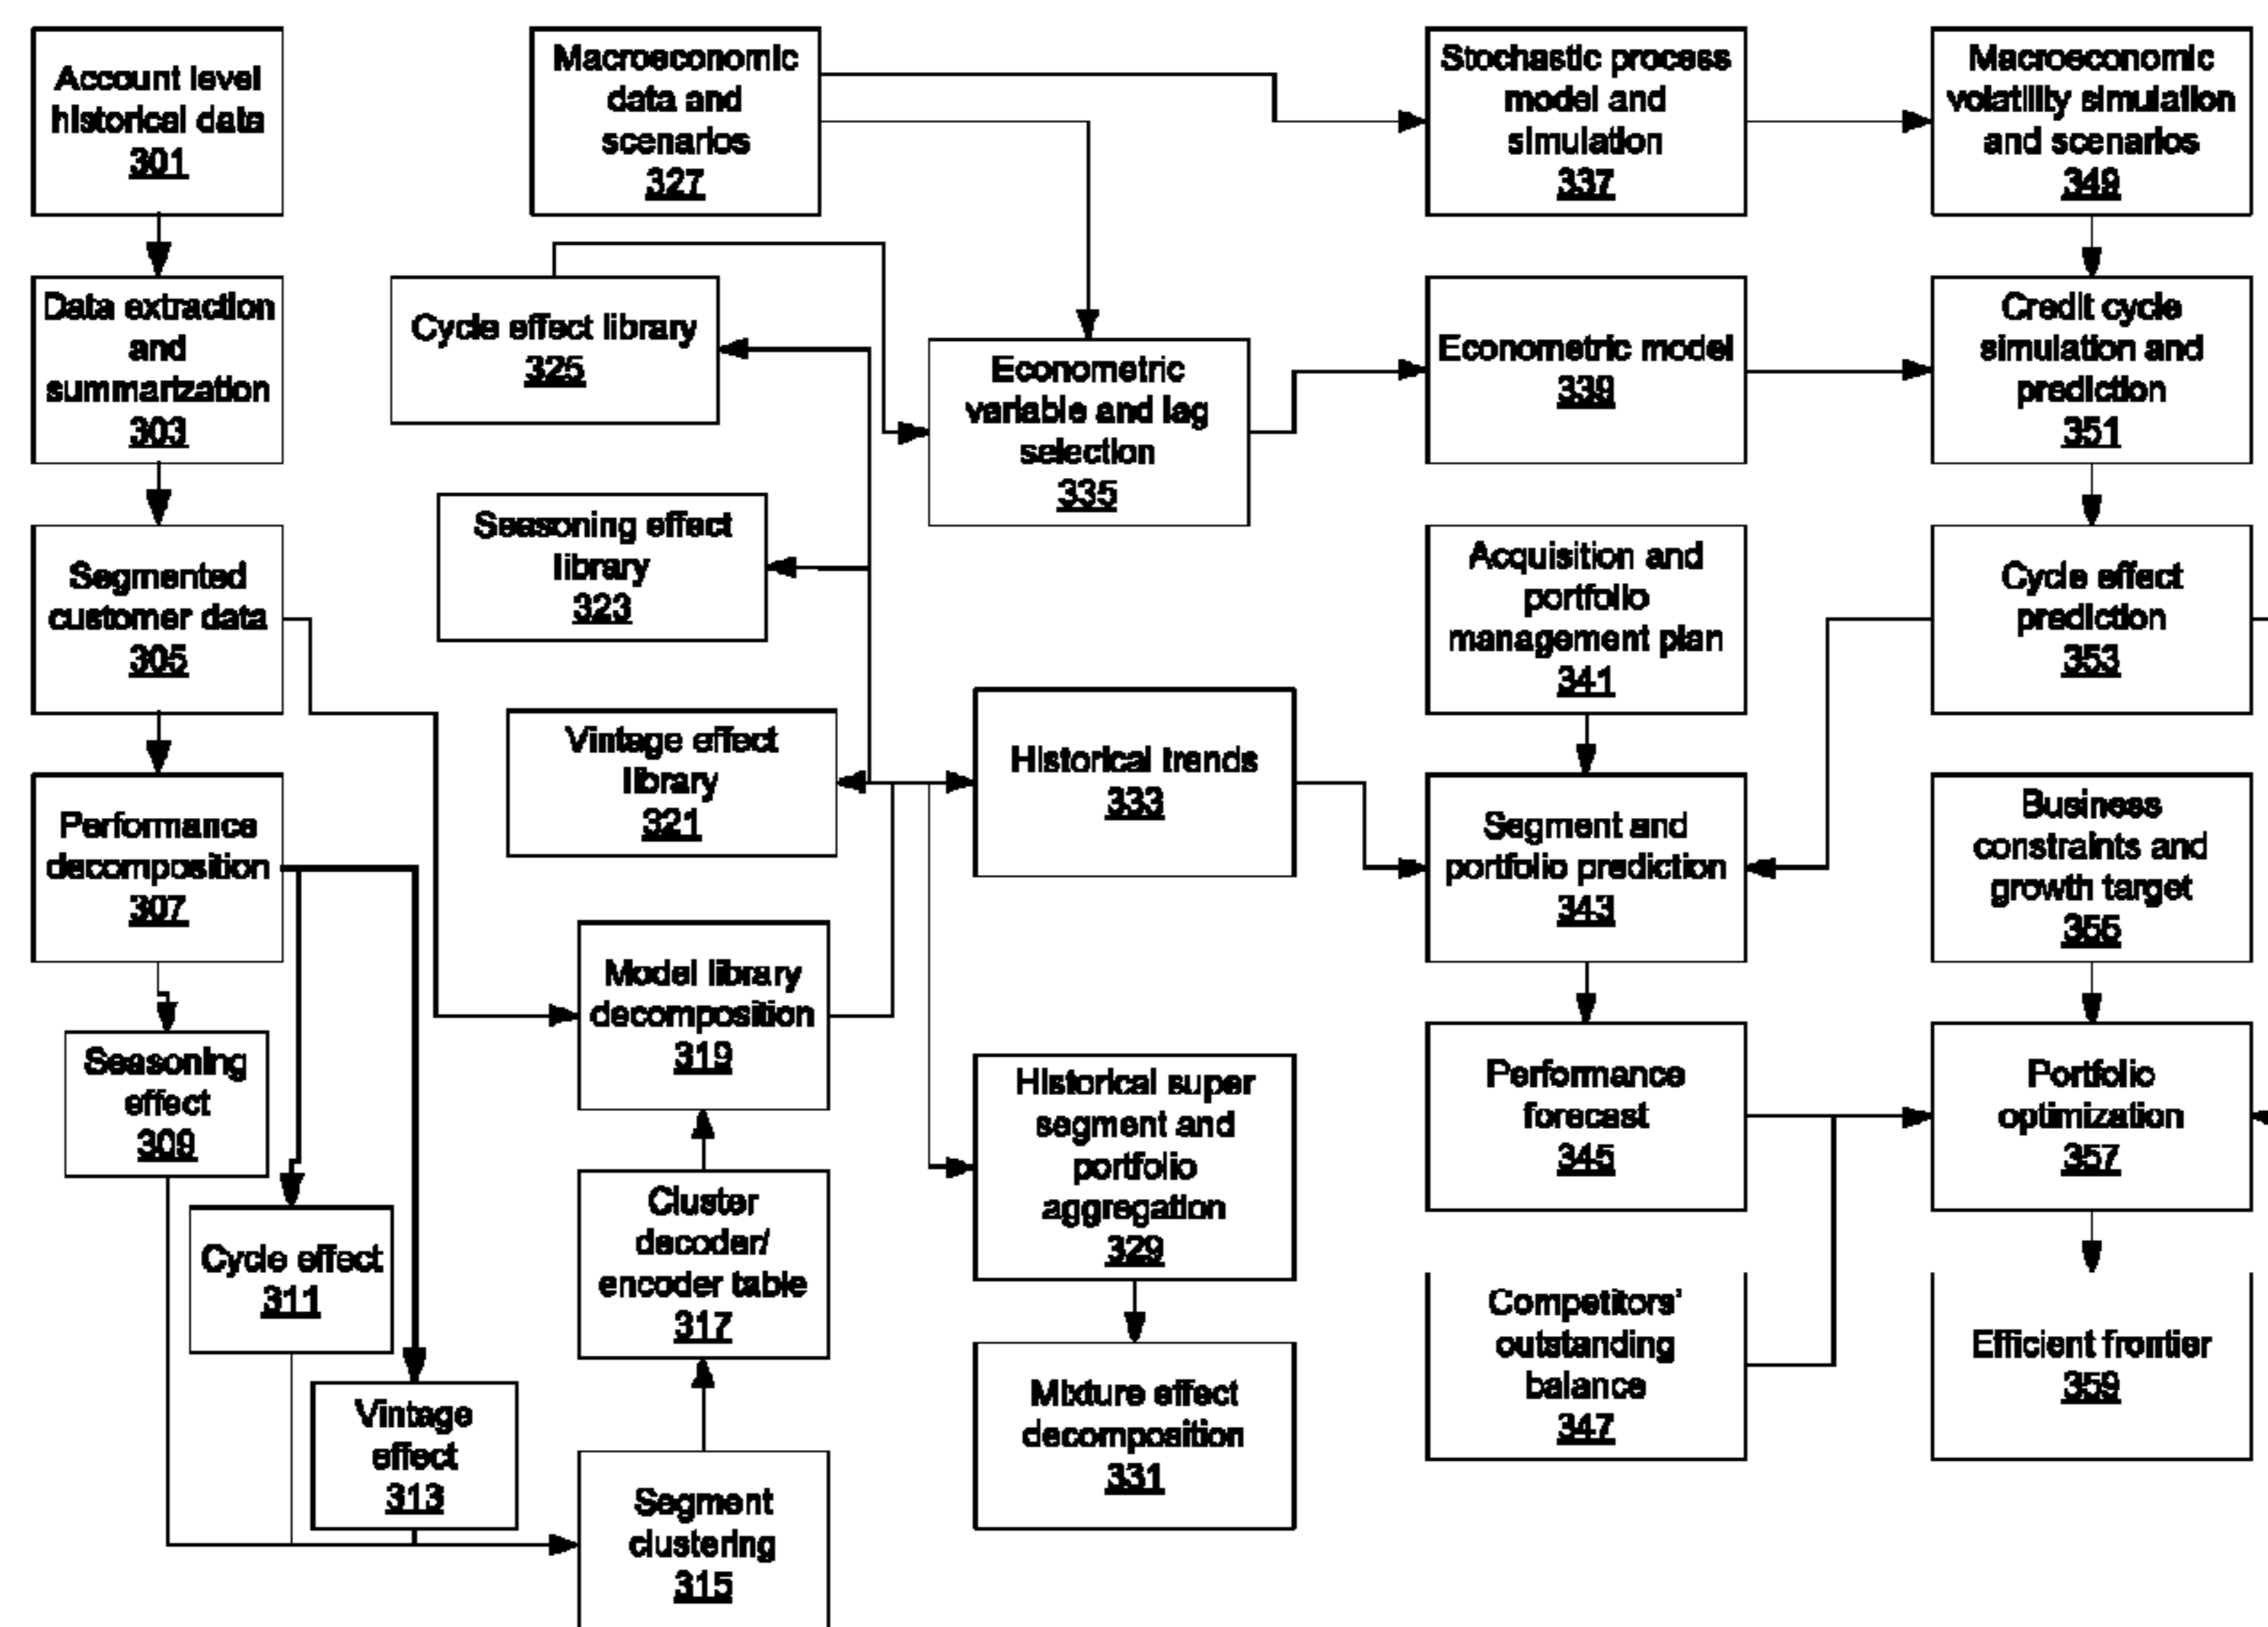 Account level
historical data
301
Data extraction
and
summarization
303
Segmented
customer data
305
Performance
decomposition
307
Seasoning
effect
309
Cycle effect
311
Vintage
effect
313
Macroeconomic
data and
scenarios
327
Cycle effect library
325
Seasoning effect
library
323
Vintage effect
library
321
Model library
decomposition
319
Cluster
decoder/
encoder table
317
Segment
clustering
315
Econometric
variable and lag
selection
335
Historical trends
333
Historical super
segment and
portfolio
aggregation
329
Mixture effect
decomposition
331
Stochastic process
model and
simulation
337
Econometric model
339
Acquisition and
portfolio
management plan
341
Segment and
portfolio prediction
343
Performance
forecast
345
Competitors'
outstanding
balance
347
Macroeconomic
volatility simulation
and scenarios
349
Credit cycle
simulation and
prediction
351
Cycle effect
prediction
353
Business
constraints and
growth target
355
Portfolio
optimization
357
Efficient frontier
359